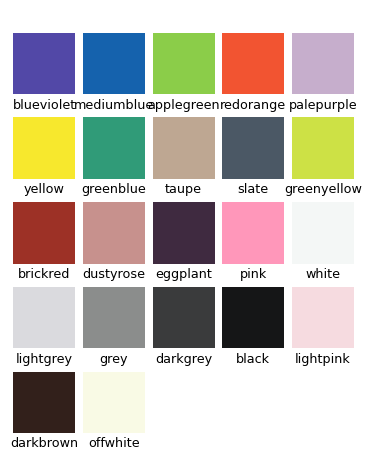 blueviolet mediumblue applegreen redorange palepurple
yellow greenblue taupe slate greenyellow
brickred dustyrose eggplant pink white
lightgrey grey darkgrey black lightpink
darkbrown offwhite